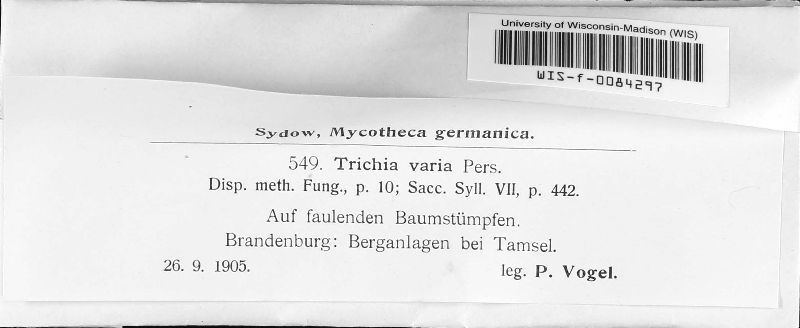 University of Wisconsin-Madison (WIS)
WIS-f-0084297
Sydow, Mycotheca germanica.
549. Trichia varia Pers.
Disp. meth. Fung., p. 10; Sacc. Syll. VII, p. 442.
Auf faulenden Baumstümpfen.
Brandenburg: Berganlagen bei Tamsel.
26. 9. 1905. leg. P. Vogel.